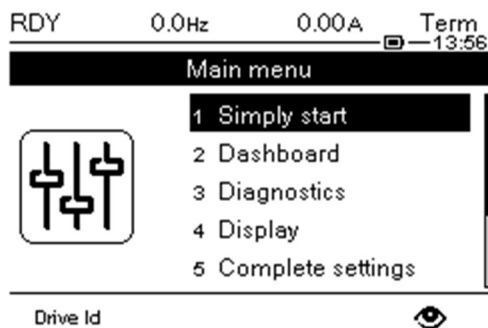 RDY 0.0Hz 0.00A Term
13:56
Main menu
1 Simply start
2 Dashboard
3 Diagnostics
4 Display
5 Complete settings
Drive Id